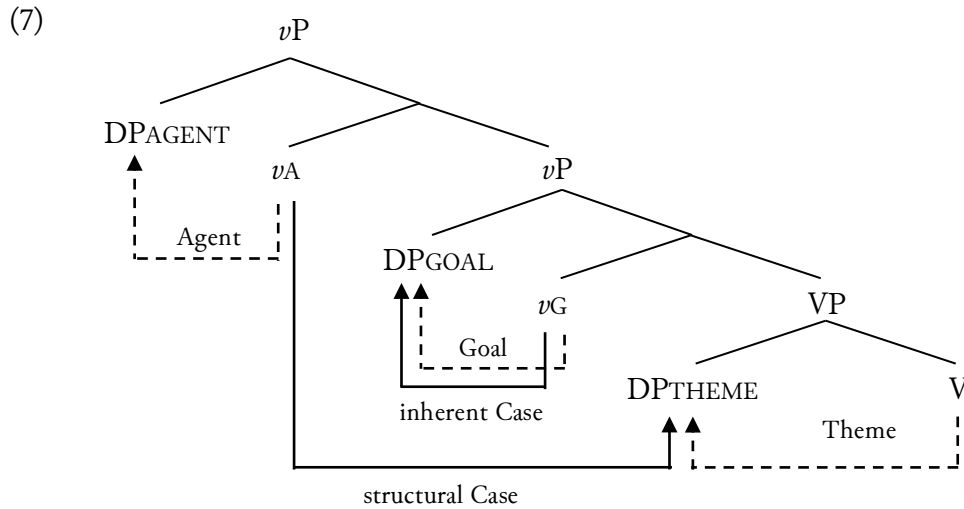 (7)
vP
DPAGENT
vA
vP
Agent
DPGOAL
vG
VP
Goal
DPTHEME
V
inherent Case
Theme
structural Case